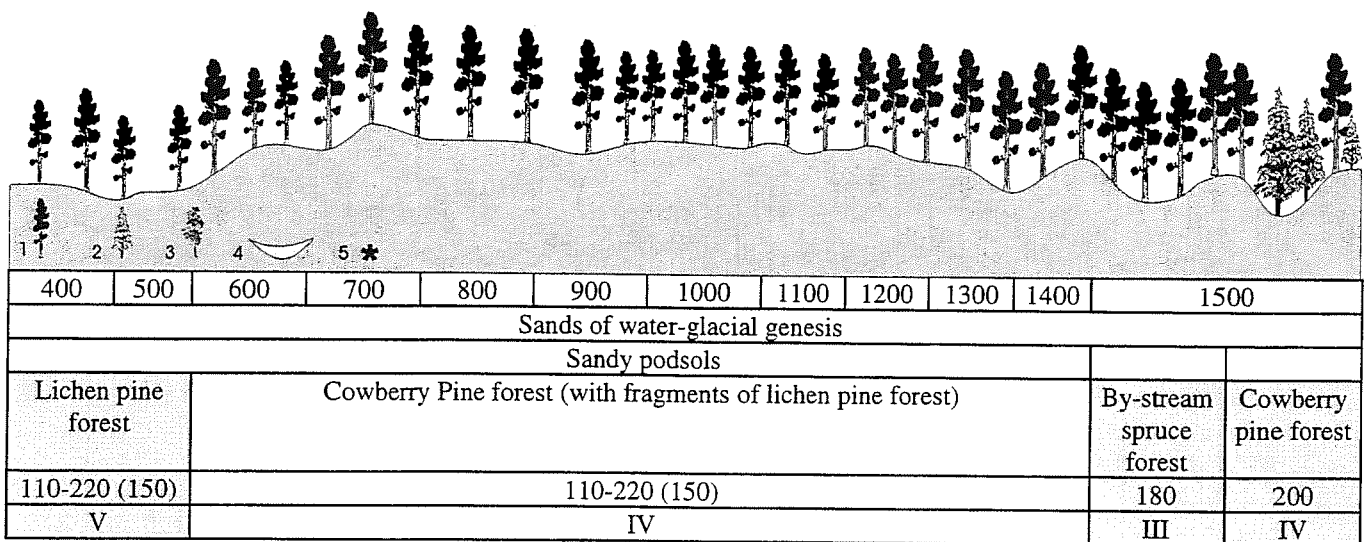 1 2 3 4 5 *
400 500 600 700 800 900 1000 1100 1200 1300 1400 1500
Sands of water-glacial genesis
Sandy podsols
Lichen pine
forest
Cowberry Pine forest (with fragments of lichen pine forest)
By-stream
spruce
forest
Cowberry
pine forest
110-220 (150) 110-220 (150) 180 200
V IV III IV